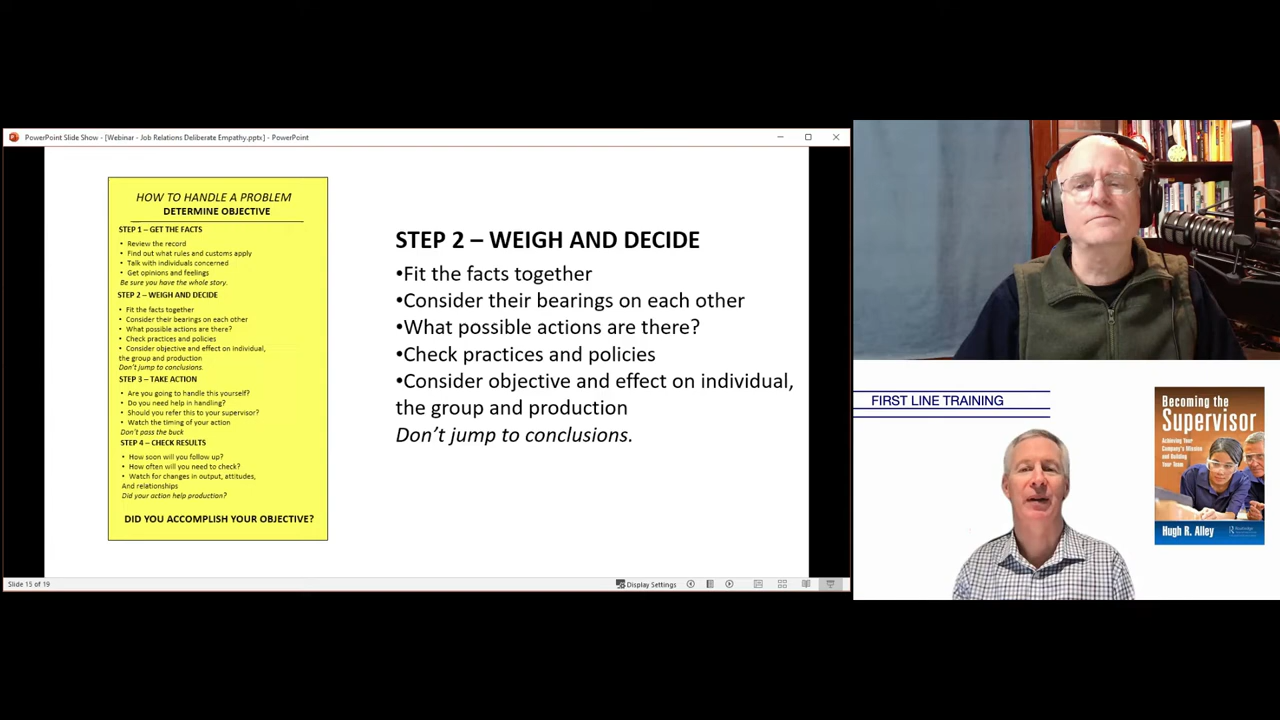 PowerPoint Slide Show - [Webinar - Job Relations Deliberate Empathy.pptx] - PowerPoint
HOW TO HANDLE A PROBLEM
DETERMINE OBJECTIVE
STEP 1 – GET THE FACTS
• Review the record
• Find out what rules and customs apply
• Talk with individuals concerned
• Get opinions and feelings
Be sure you have the whole story.
STEP 2 – WEIGH AND DECIDE
• Fit the facts together
• Consider their bearings on each other
• What possible actions are there?
• Check practices and policies
• Consider objective and effect on individual,
the group and production
Don't jump to conclusions.
STEP 3 – TAKE ACTION
• Are you going to handle this yourself?
• Do you need help in handling?
• Should you refer this to your supervisor?
• Watch the timing of your action
Don't pass the buck
STEP 4 – CHECK RESULTS
• How soon will you follow up?
• How often will you need to check?
• Watch for changes in output, attitudes,
And relationships
Did your action help production?
DID YOU ACCOMPLISH YOUR OBJECTIVE?
STEP 2 – WEIGH AND DECIDE
•Fit the facts together
•Consider their bearings on each other
•What possible actions are there?
•Check practices and policies
•Consider objective and effect on individual,
the group and production
Don't jump to conclusions.
Slide 15 of 19
Display Settings
FIRST LINE TRAINING
Becoming the
Supervisor
Achieving Your
Company's Mission
and Building
Your Team
Hugh R. Alley
Routledge